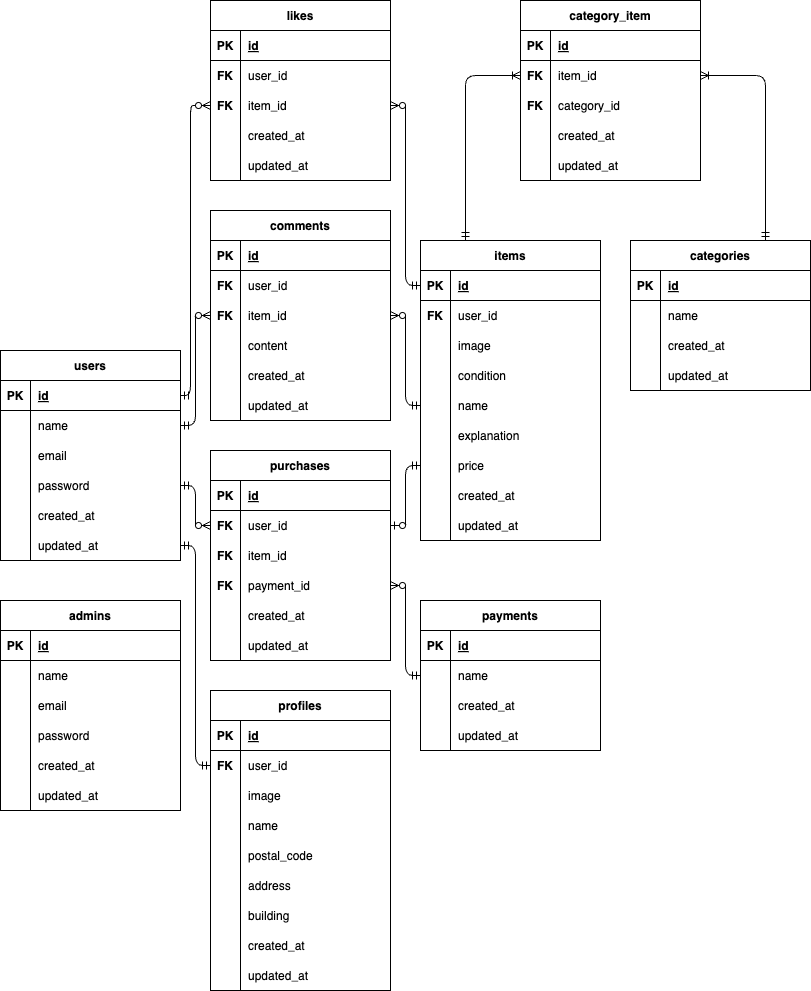 likes
PK id
FK user_id
FK item_id
created_at
updated_at
category_item
PK id
FK item_id
FK category_id
created_at
updated_at
comments
PK id
FK user_id
FK item_id
content
created_at
updated_at
items
PK id
FK user_id
image
condition
name
explanation
price
created_at
updated_at
categories
PK id
name
created_at
updated_at
users
PK id
name
email
password
created_at
updated_at
purchases
PK id
FK user_id
FK item_id
FK payment_id
created_at
updated_at
admins
PK id
name
email
password
created_at
updated_at
payments
PK id
name
created_at
updated_at
profiles
PK id
FK user_id
image
name
postal_code
address
building
created_at
updated_at